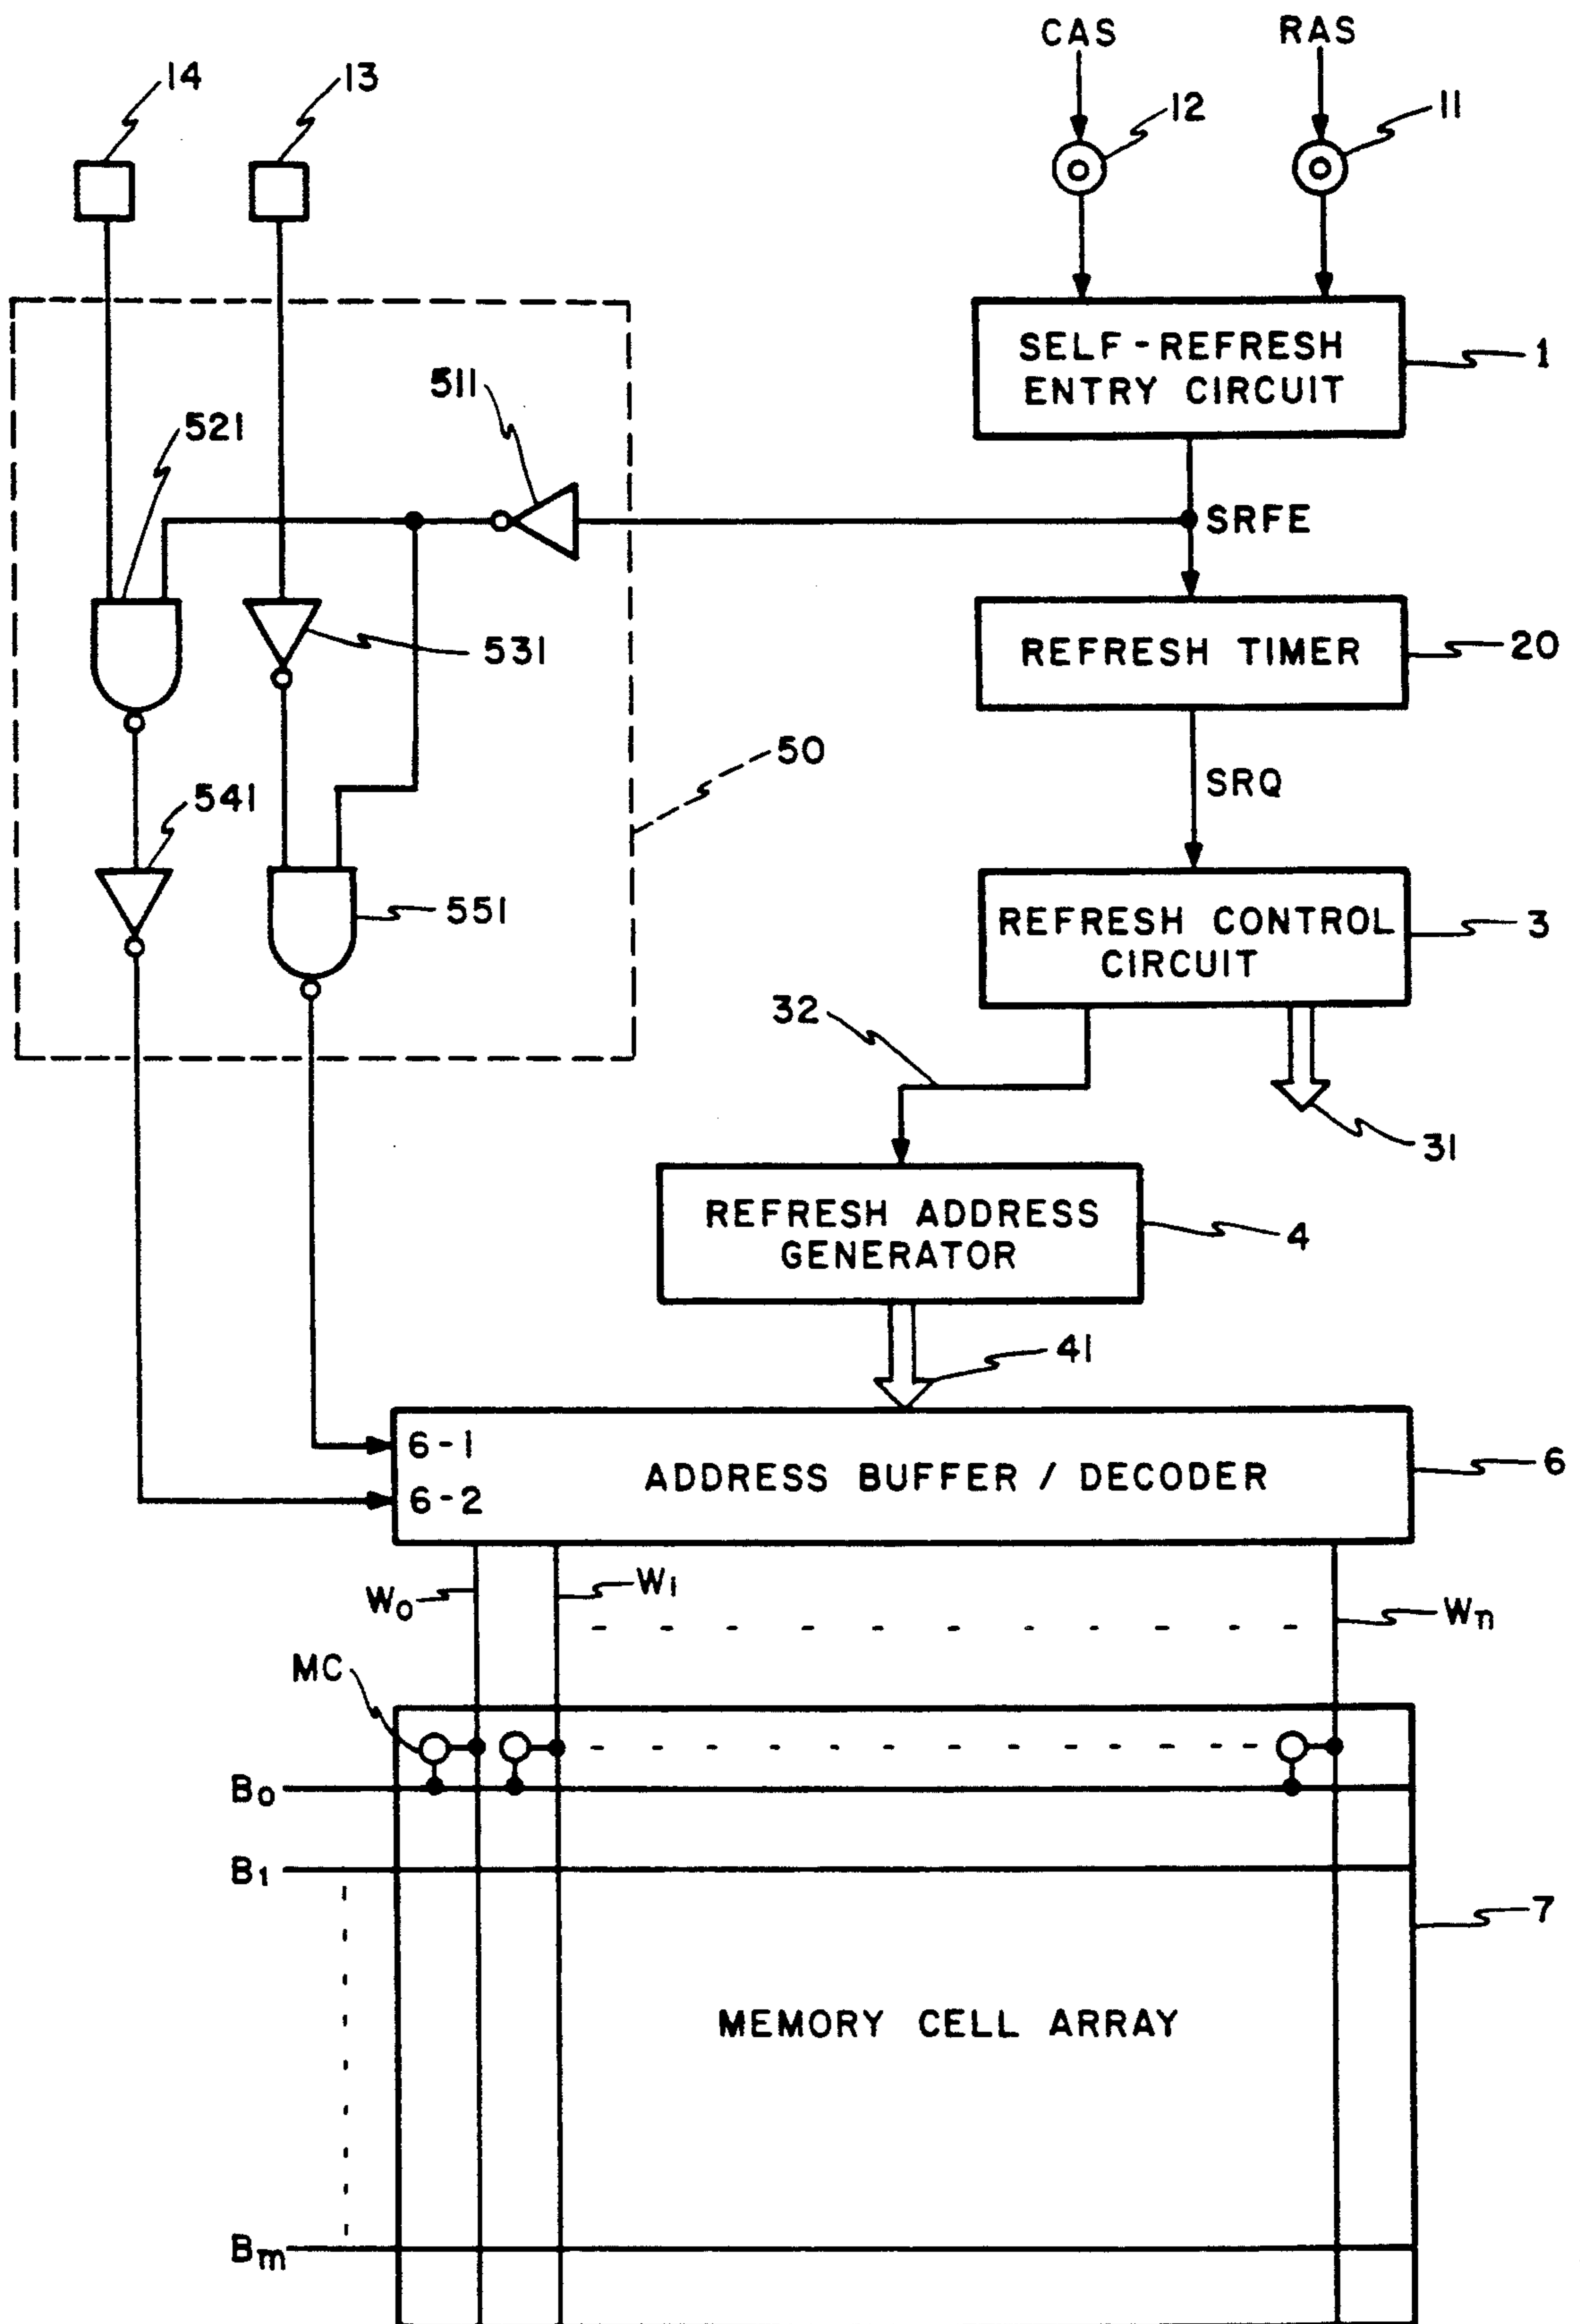 CAS RAS
14 13 12 11
SELF-REFRESH
ENTRY CIRCUIT
1
511
521
SRFE
531
REFRESH TIMER
20
50
SRQ
541
551
REFRESH CONTROL
CIRCUIT
3
32
31
REFRESH ADDRESS
GENERATOR
4
41
6-1
6-2
ADDRESS BUFFER / DECODER
6
W0 W1 Wn
MC
B0
B1
7
MEMORY CELL ARRAY
Bm